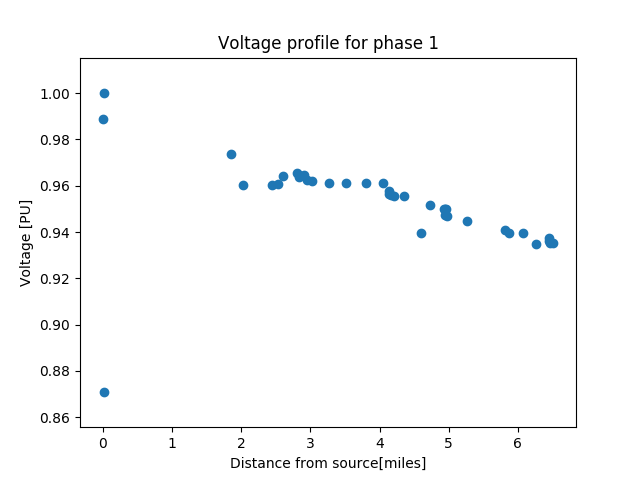 Voltage profile for phase 1
1.00
0.98
0.96
0.94
0.92
0.90
0.88
0.86
Voltage [PU]
0 1 2 3 4 5 6
Distance from source[miles]